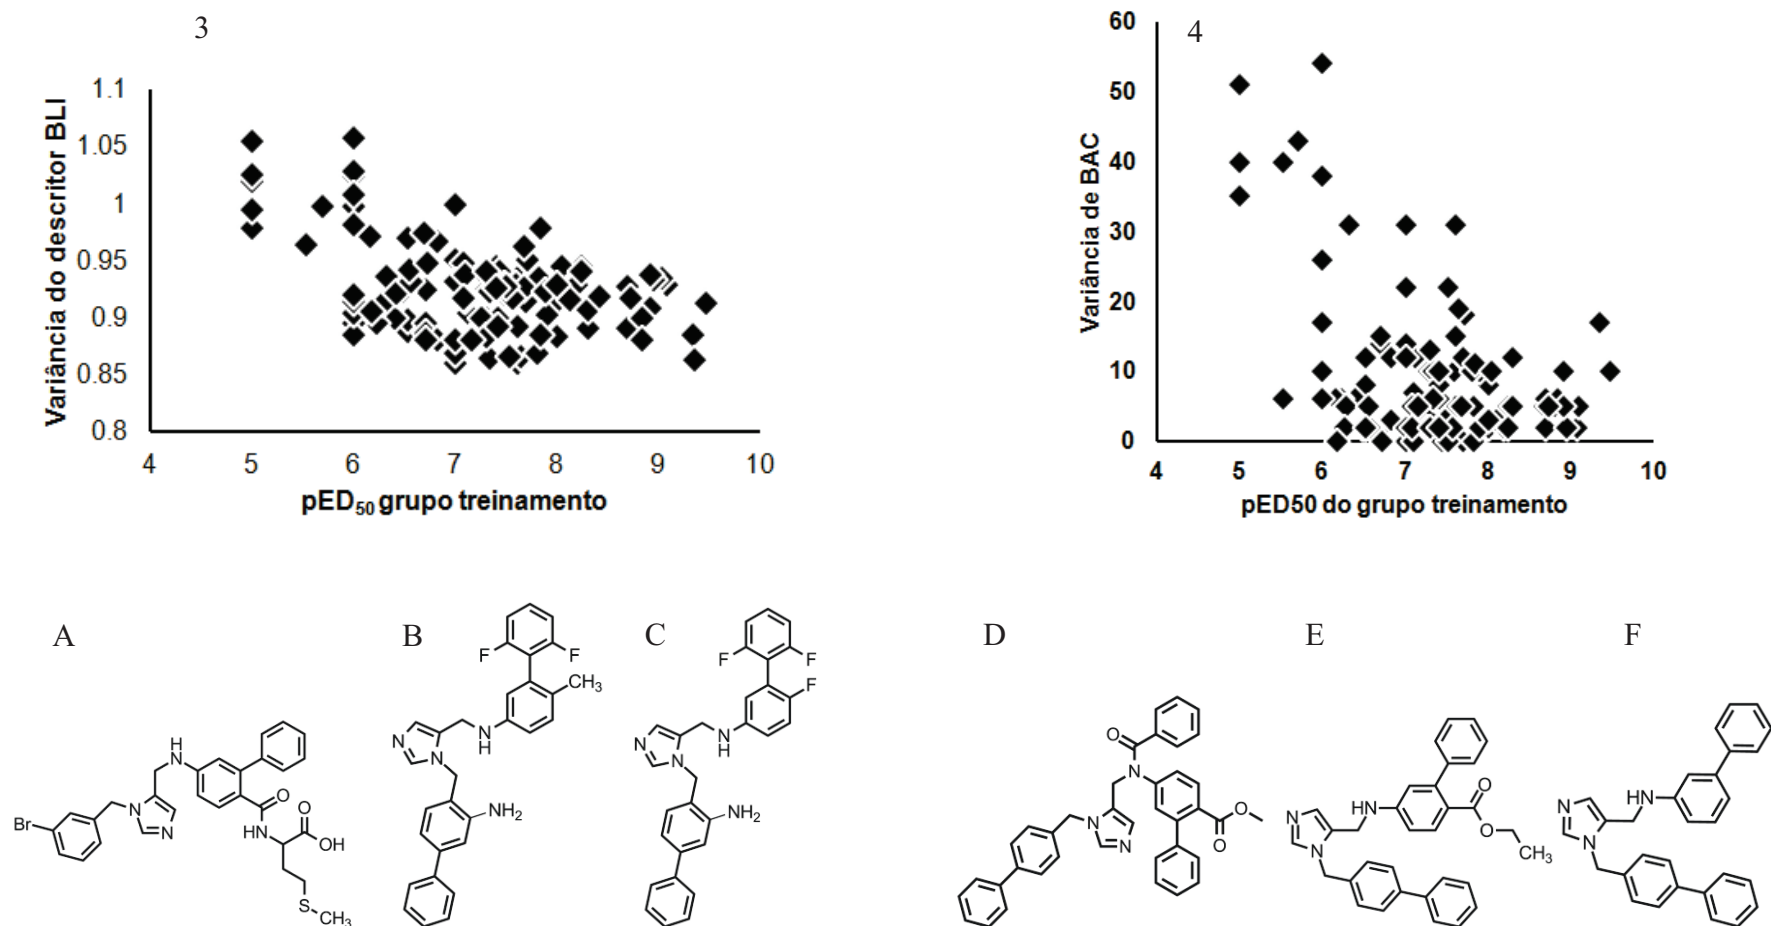 3
Variância do descritor BLI
1.1
1.05
1
0.95
0.9
0.85
0.8
4 5 6 7 8 9 10
pED50 grupo treinamento
4
Variância de BAC
60
50
40
30
20
10
0
4 5 6 7 8 9 10
pED50 do grupo treinamento
A
H
N
Br
N
N
O
HN
O
OH
S
CH3
B
F
F
CH3
N
N
N
H
NH2
C
F
F
F
N
N
N
H
NH2
D
O
N
N
N
O
O
E
N
N
HN
O
O
CH3
F
N
N
HN